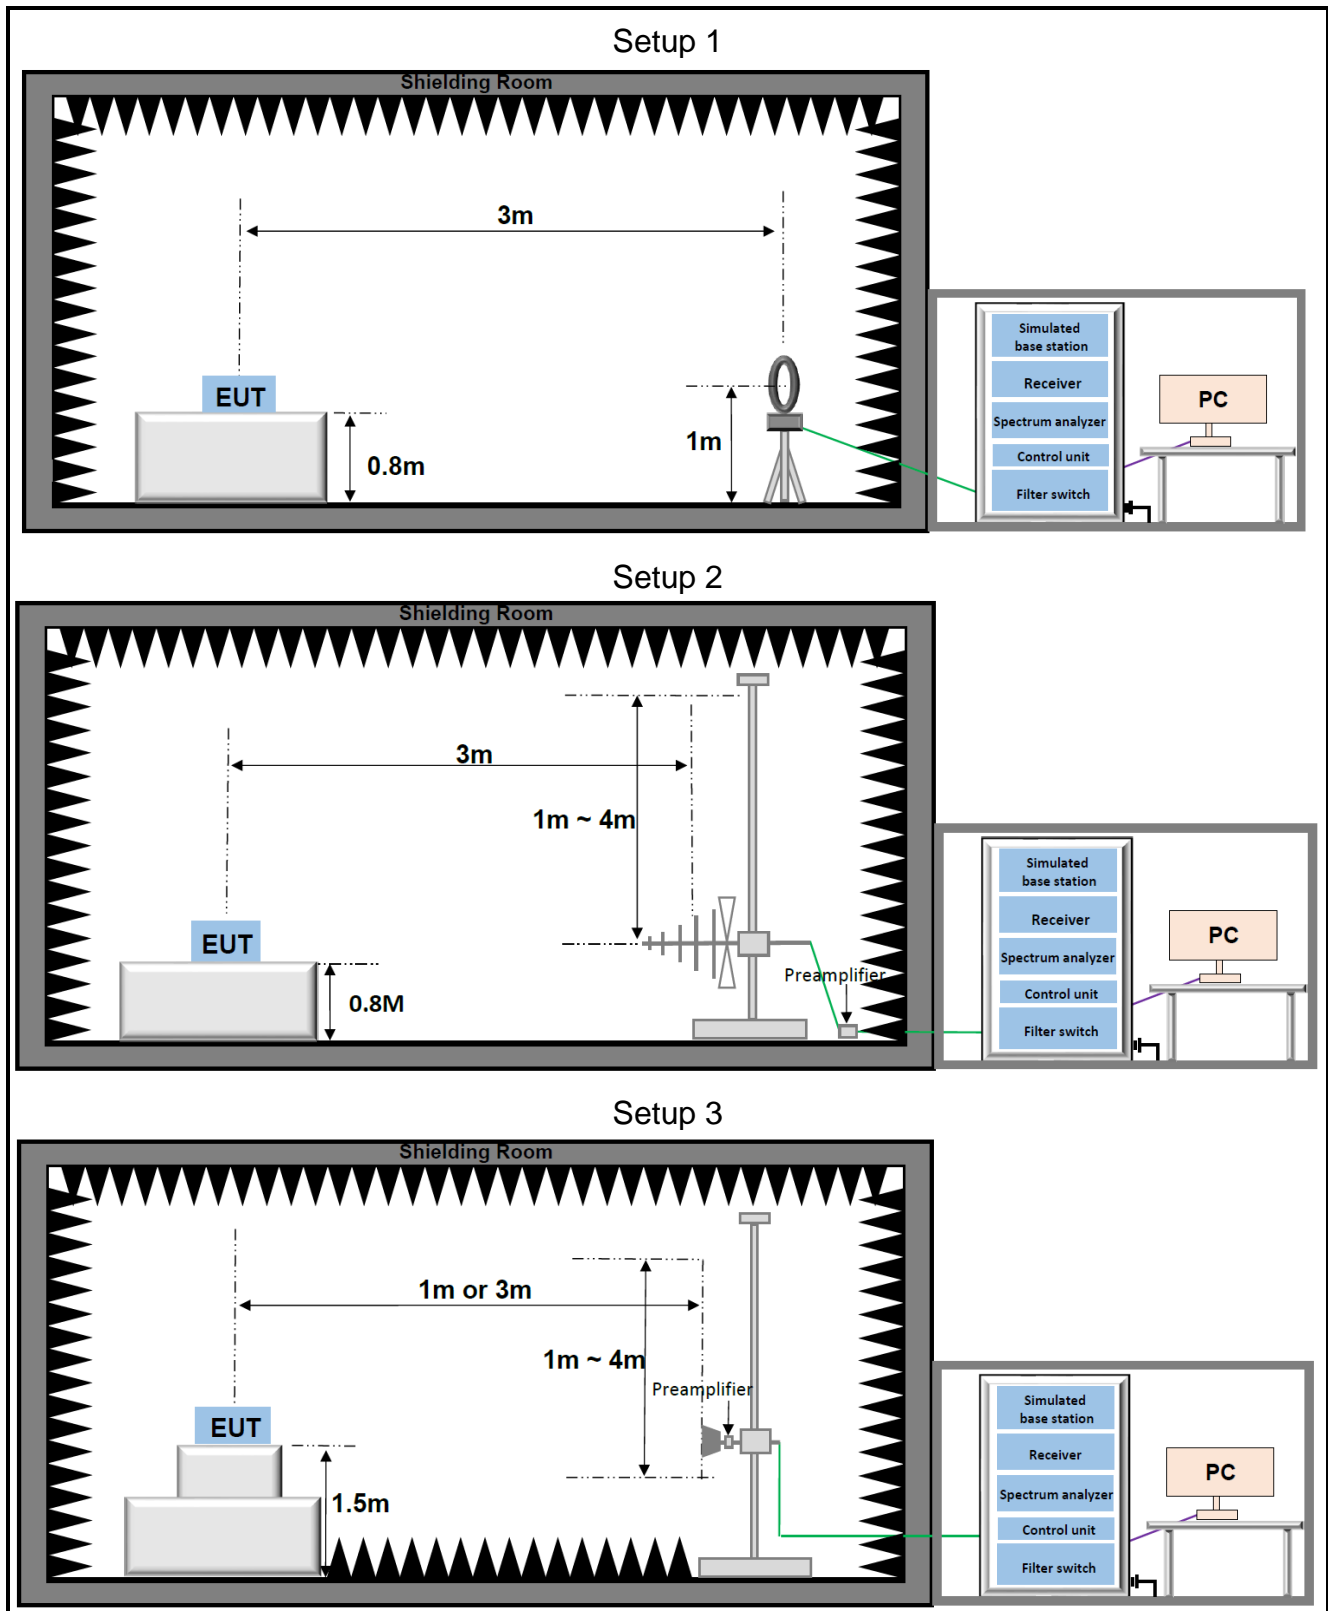 Setup 1
Shielding Room
3m
EUT
0.8m
1m
Simulated
base station
Receiver
Spectrum analyzer
Control unit
Filter switch
PC
Setup 2
Shielding Room
3m
1m ~ 4m
EUT
0.8M
Preamplifier
Simulated
base station
Receiver
Spectrum analyzer
Control unit
Filter switch
PC
Setup 3
Shielding Room
1m or 3m
1m ~ 4m
Preamplifier
EUT
1.5m
Simulated
base station
Receiver
Spectrum analyzer
Control unit
Filter switch
PC